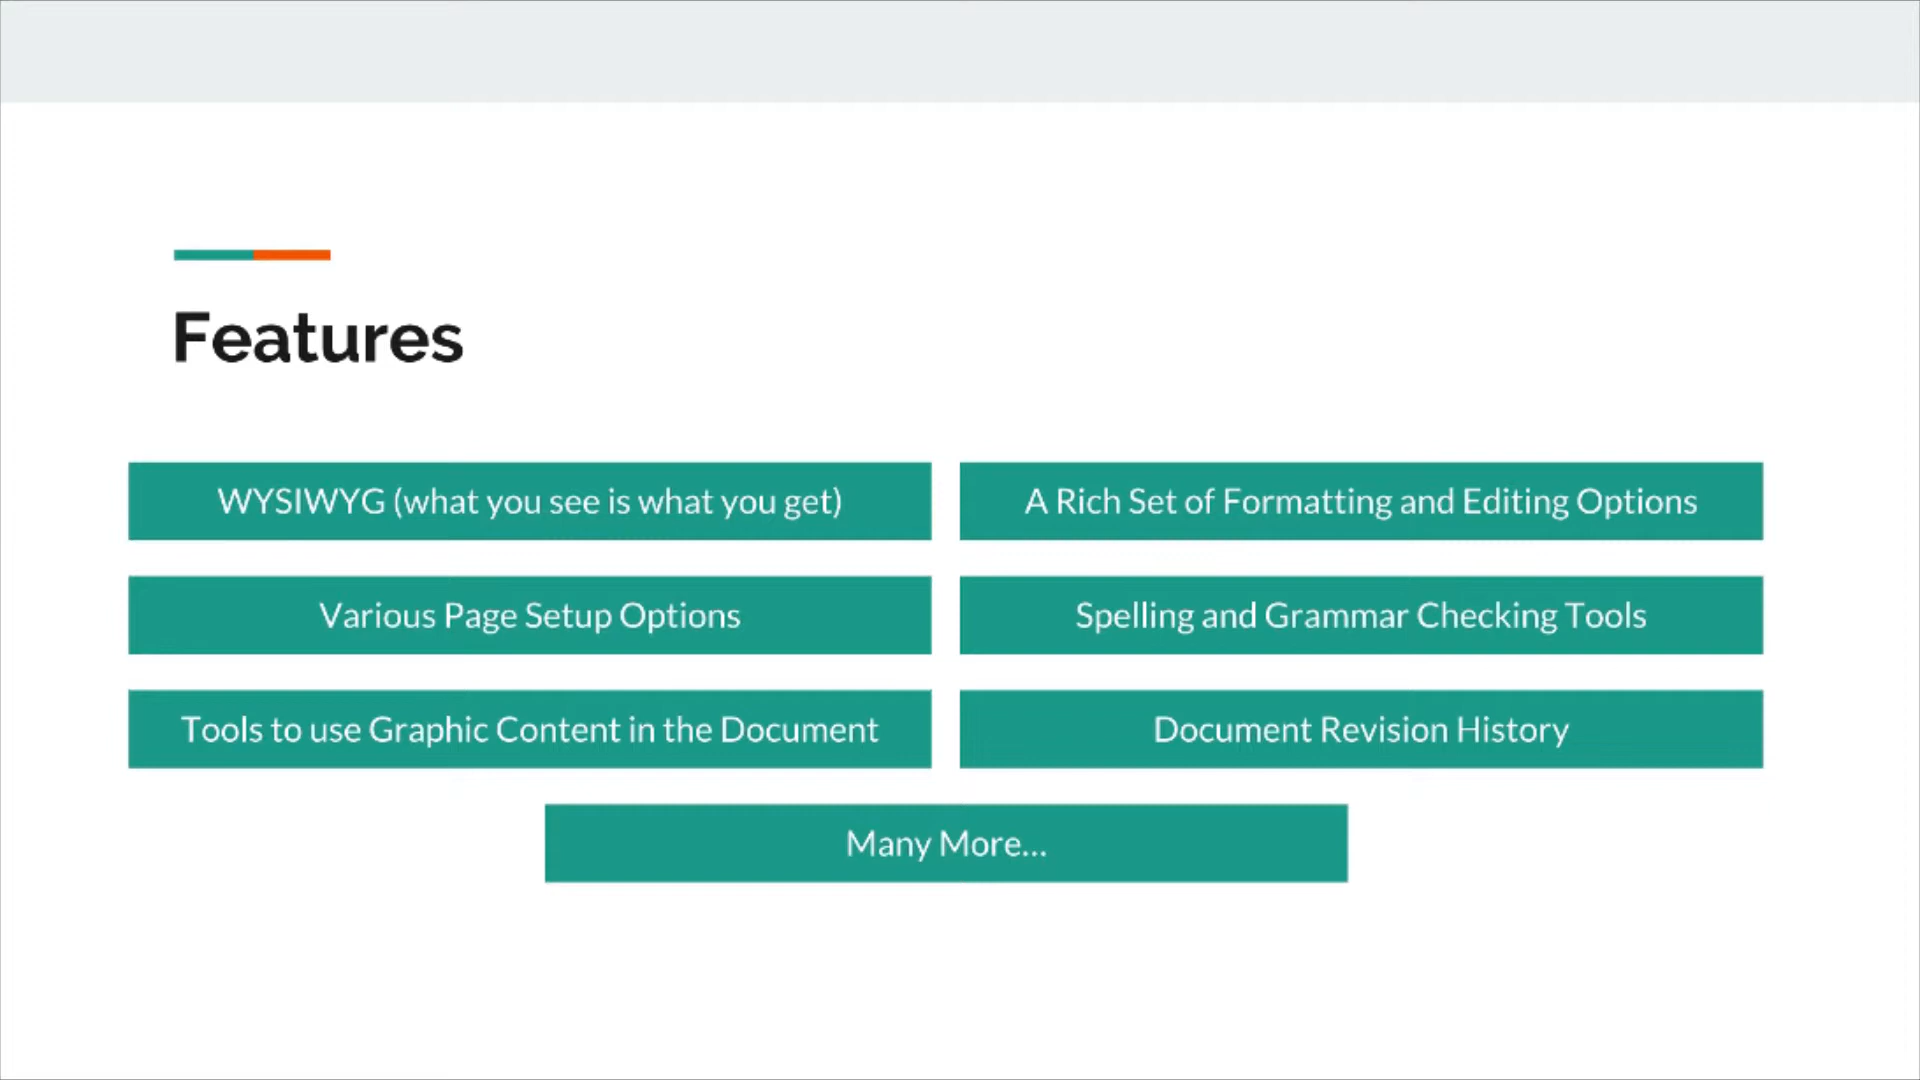 Features
WYSIWYG (what you see is what you get)
A Rich Set of Formatting and Editing Options
Various Page Setup Options
Spelling and Grammar Checking Tools
Tools to use Graphic Content in the Document
Document Revision History
Many More...